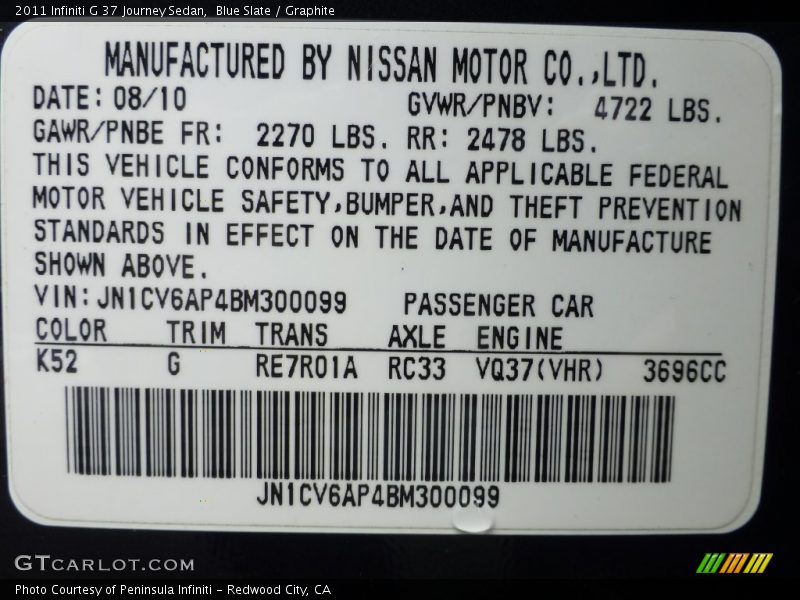 2011 Infiniti G 37 Journey Sedan,  Blue Slate / Graphite
MANUFACTURED BY NISSAN MOTOR CO.,LTD.
DATE: 08/10 GVWR/PNBV: 4722 LBS.
GAWR/PNBE FR: 2270 LBS. RR: 2478 LBS.
THIS VEHICLE CONFORMS TO ALL APPLICABLE FEDERAL
MOTOR VEHICLE SAFETY,BUMPER,AND THEFT PREVENTION
STANDARDS IN EFFECT ON THE DATE OF MANUFACTURE
SHOWN ABOVE.
VIN: JN1CV6AP4BM300099 PASSENGER CAR
COLOR TRIM TRANS AXLE ENGINE
K52 G RE7R01A RC33 VQ37(VHR) 3696CC
JN1CV6AP4BM300099
GTCARLOT.COM
Photo Courtesy of Peninsula Infiniti - Redwood City, CA